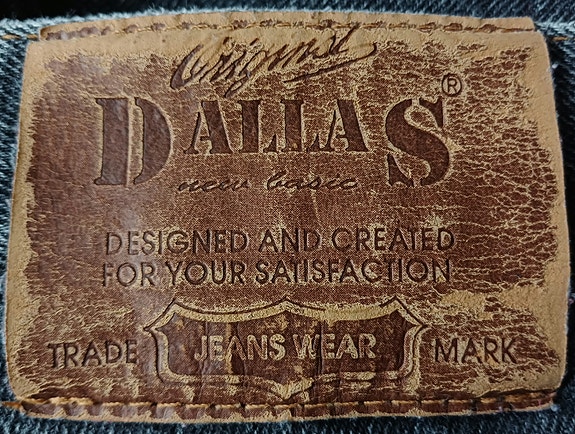 Original
DALLAS®
new basic
DESIGNED AND CREATED
FOR YOUR SATISFACTION
TRADE JEANS WEAR MARK